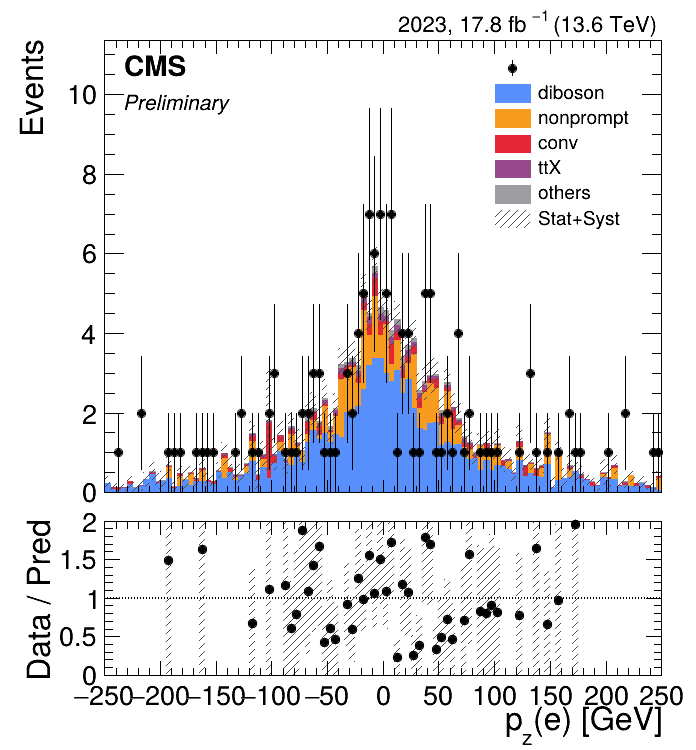 2023, 17.8 fb⁻¹ (13.6 TeV)
Events
CMS
Preliminary
diboson
nonprompt
conv
ttX
others
Stat+Syst
10
8
6
4
2
0
Data / Pred
2
1.5
1
0.5
0
−250 −200 −150 −100 −50 0 50 100 150 200 250
p_z(e) [GeV]